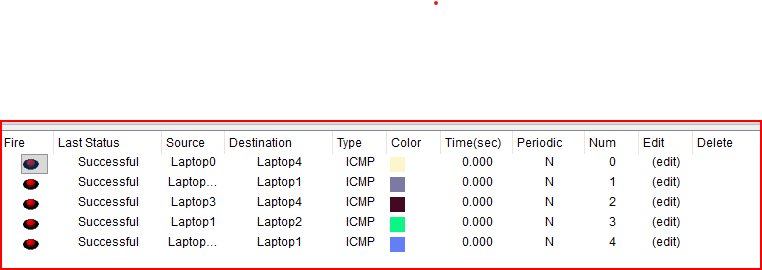 Fire Last Status Source Destination Type Color Time(sec) Periodic Num Edit Delete
Successful Laptop0 Laptop4 ICMP 0.000 N 0 (edit)
Successful Laptop... Laptop1 ICMP 0.000 N 1 (edit)
Successful Laptop3 Laptop4 ICMP 0.000 N 2 (edit)
Successful Laptop1 Laptop2 ICMP 0.000 N 3 (edit)
Successful Laptop... Laptop1 ICMP 0.000 N 4 (edit)